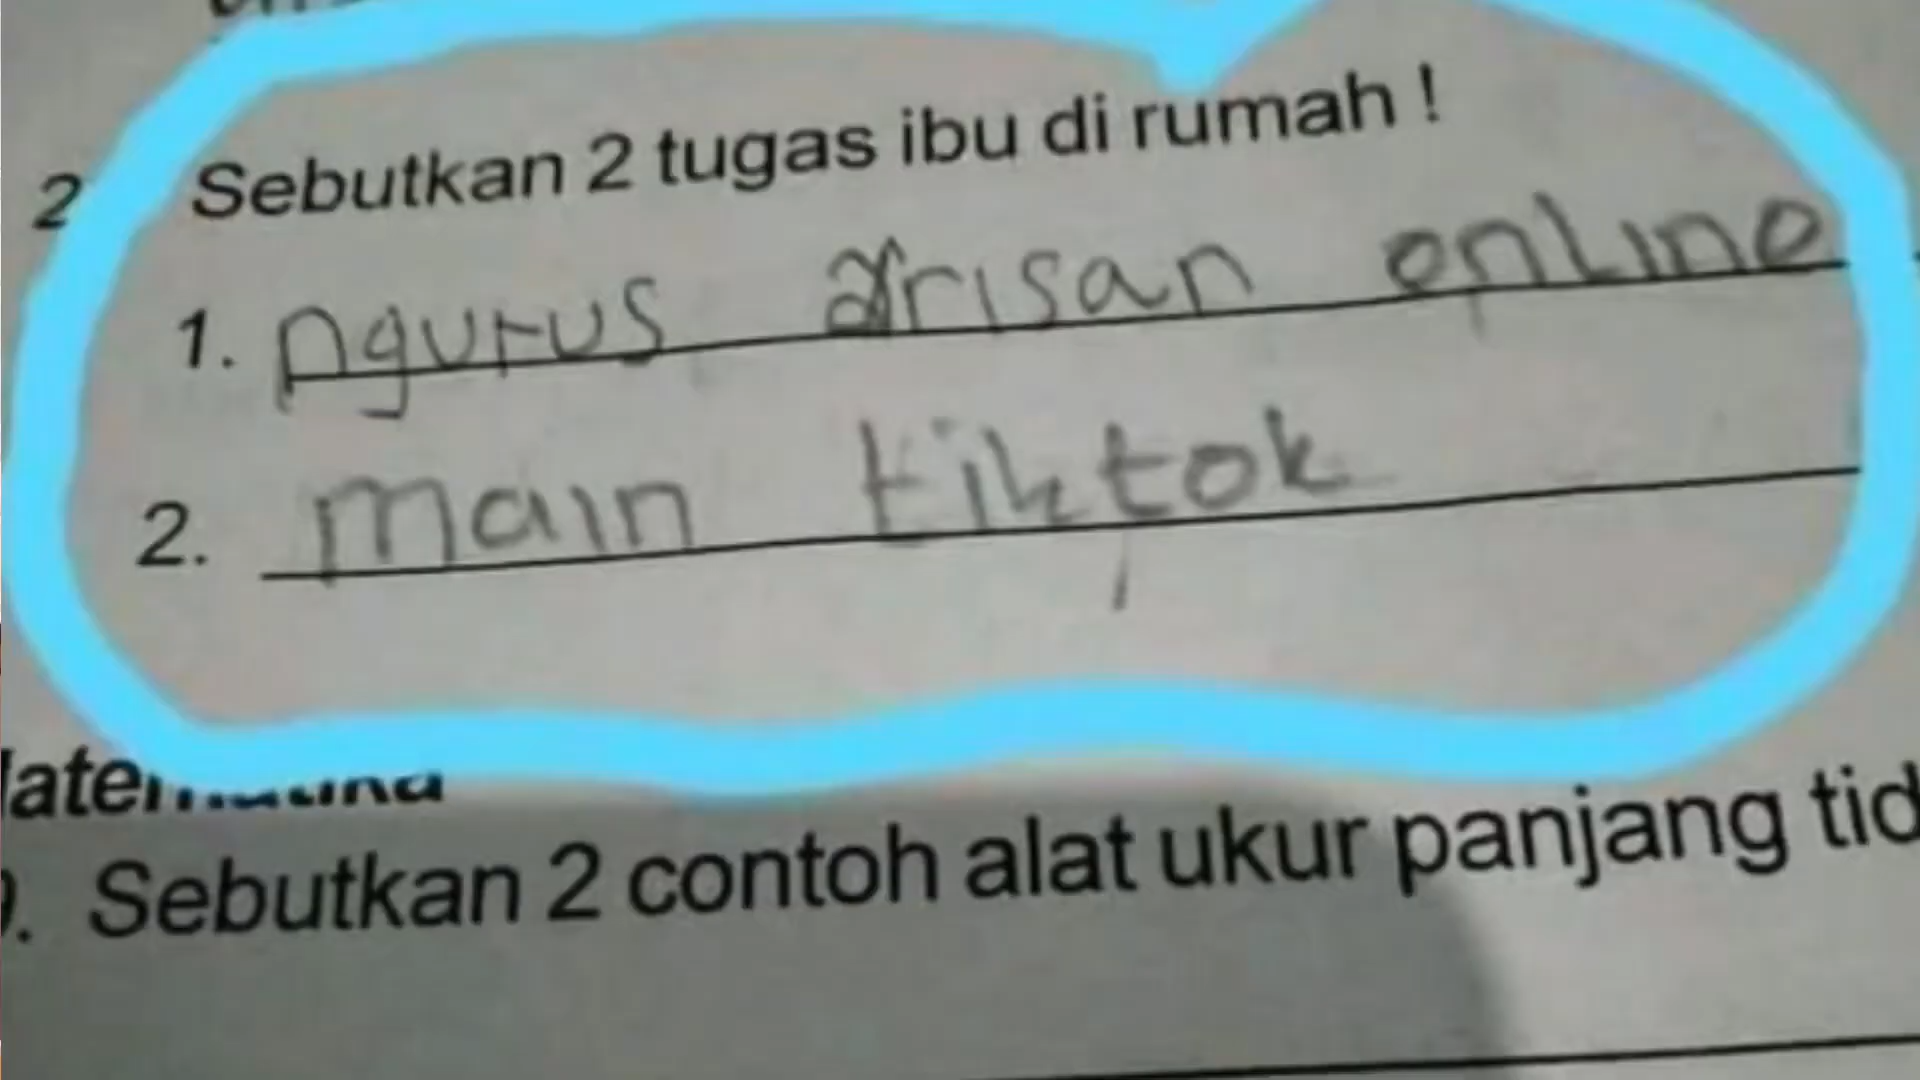 2 Sebutkan 2 tugas ibu di rumah !
1. ngurus arisan online
2. main tiktok
. Sebutkan 2 contoh alat ukur panjang tid